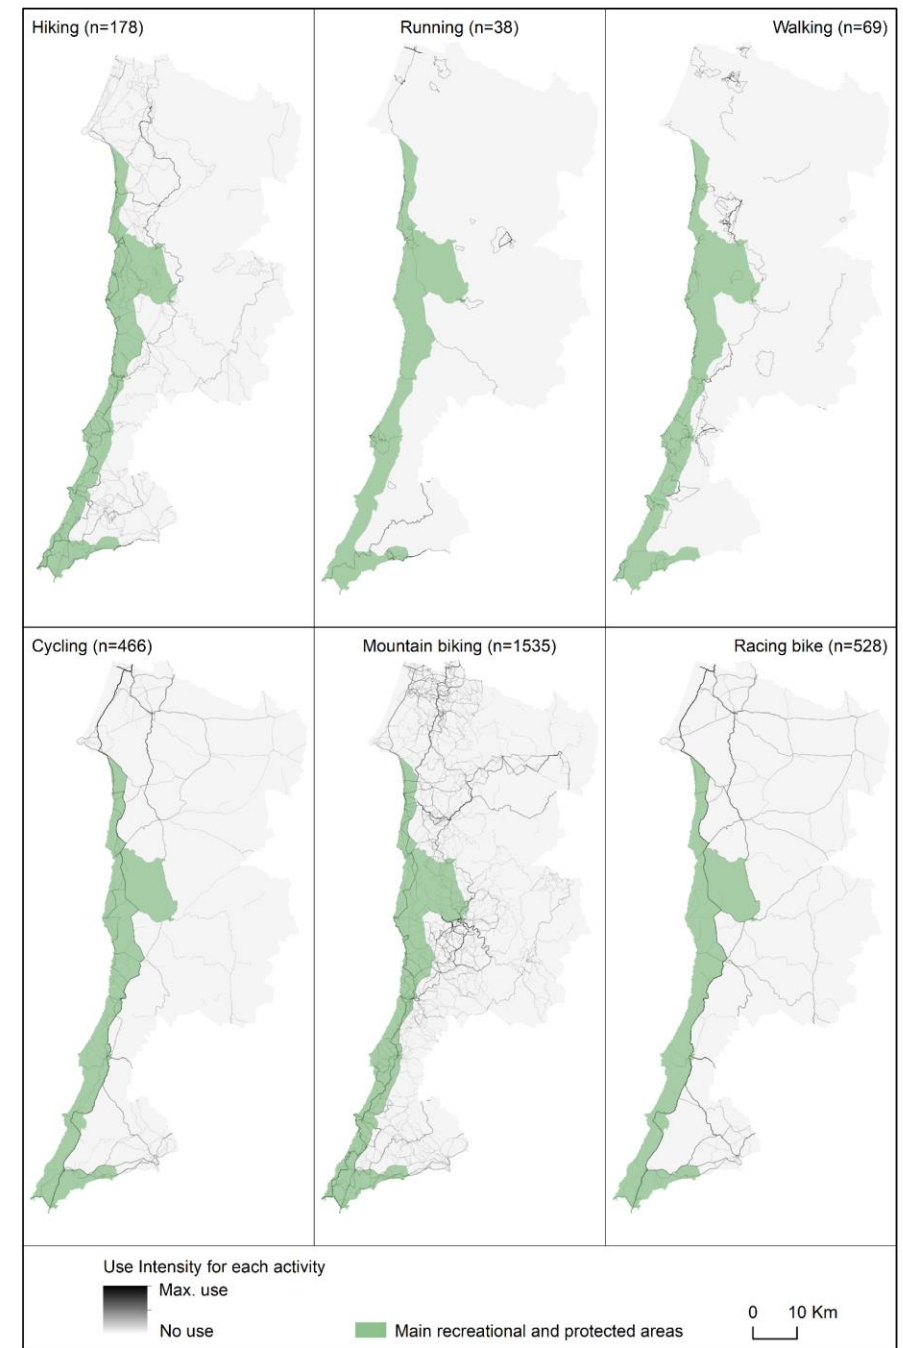 Hiking (n=178)
Running (n=38)
Walking (n=69)
Cycling (n=466)
Mountain biking (n=1535)
Racing bike (n=528)
Use Intensity for each activity
Max. use
No use
Main recreational and protected areas
0 10 Km